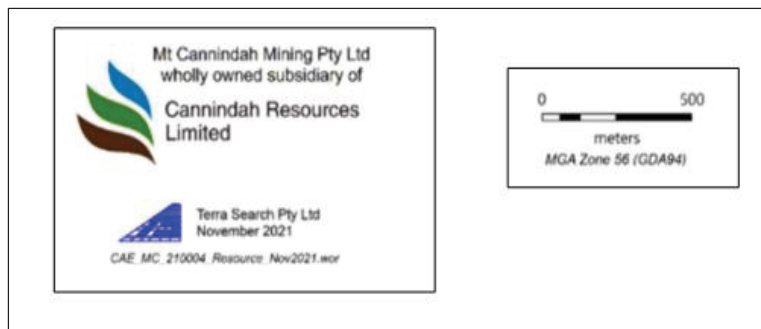 Mt Cannindah Mining Pty Ltd
wholly owned subsidiary of
Cannindah Resources
Limited
Terra Search Pty Ltd
November 2021
CAE_MC_210004_Resource_Nov2021.wor
0 500
meters
MGA Zone 56 (GDA94)